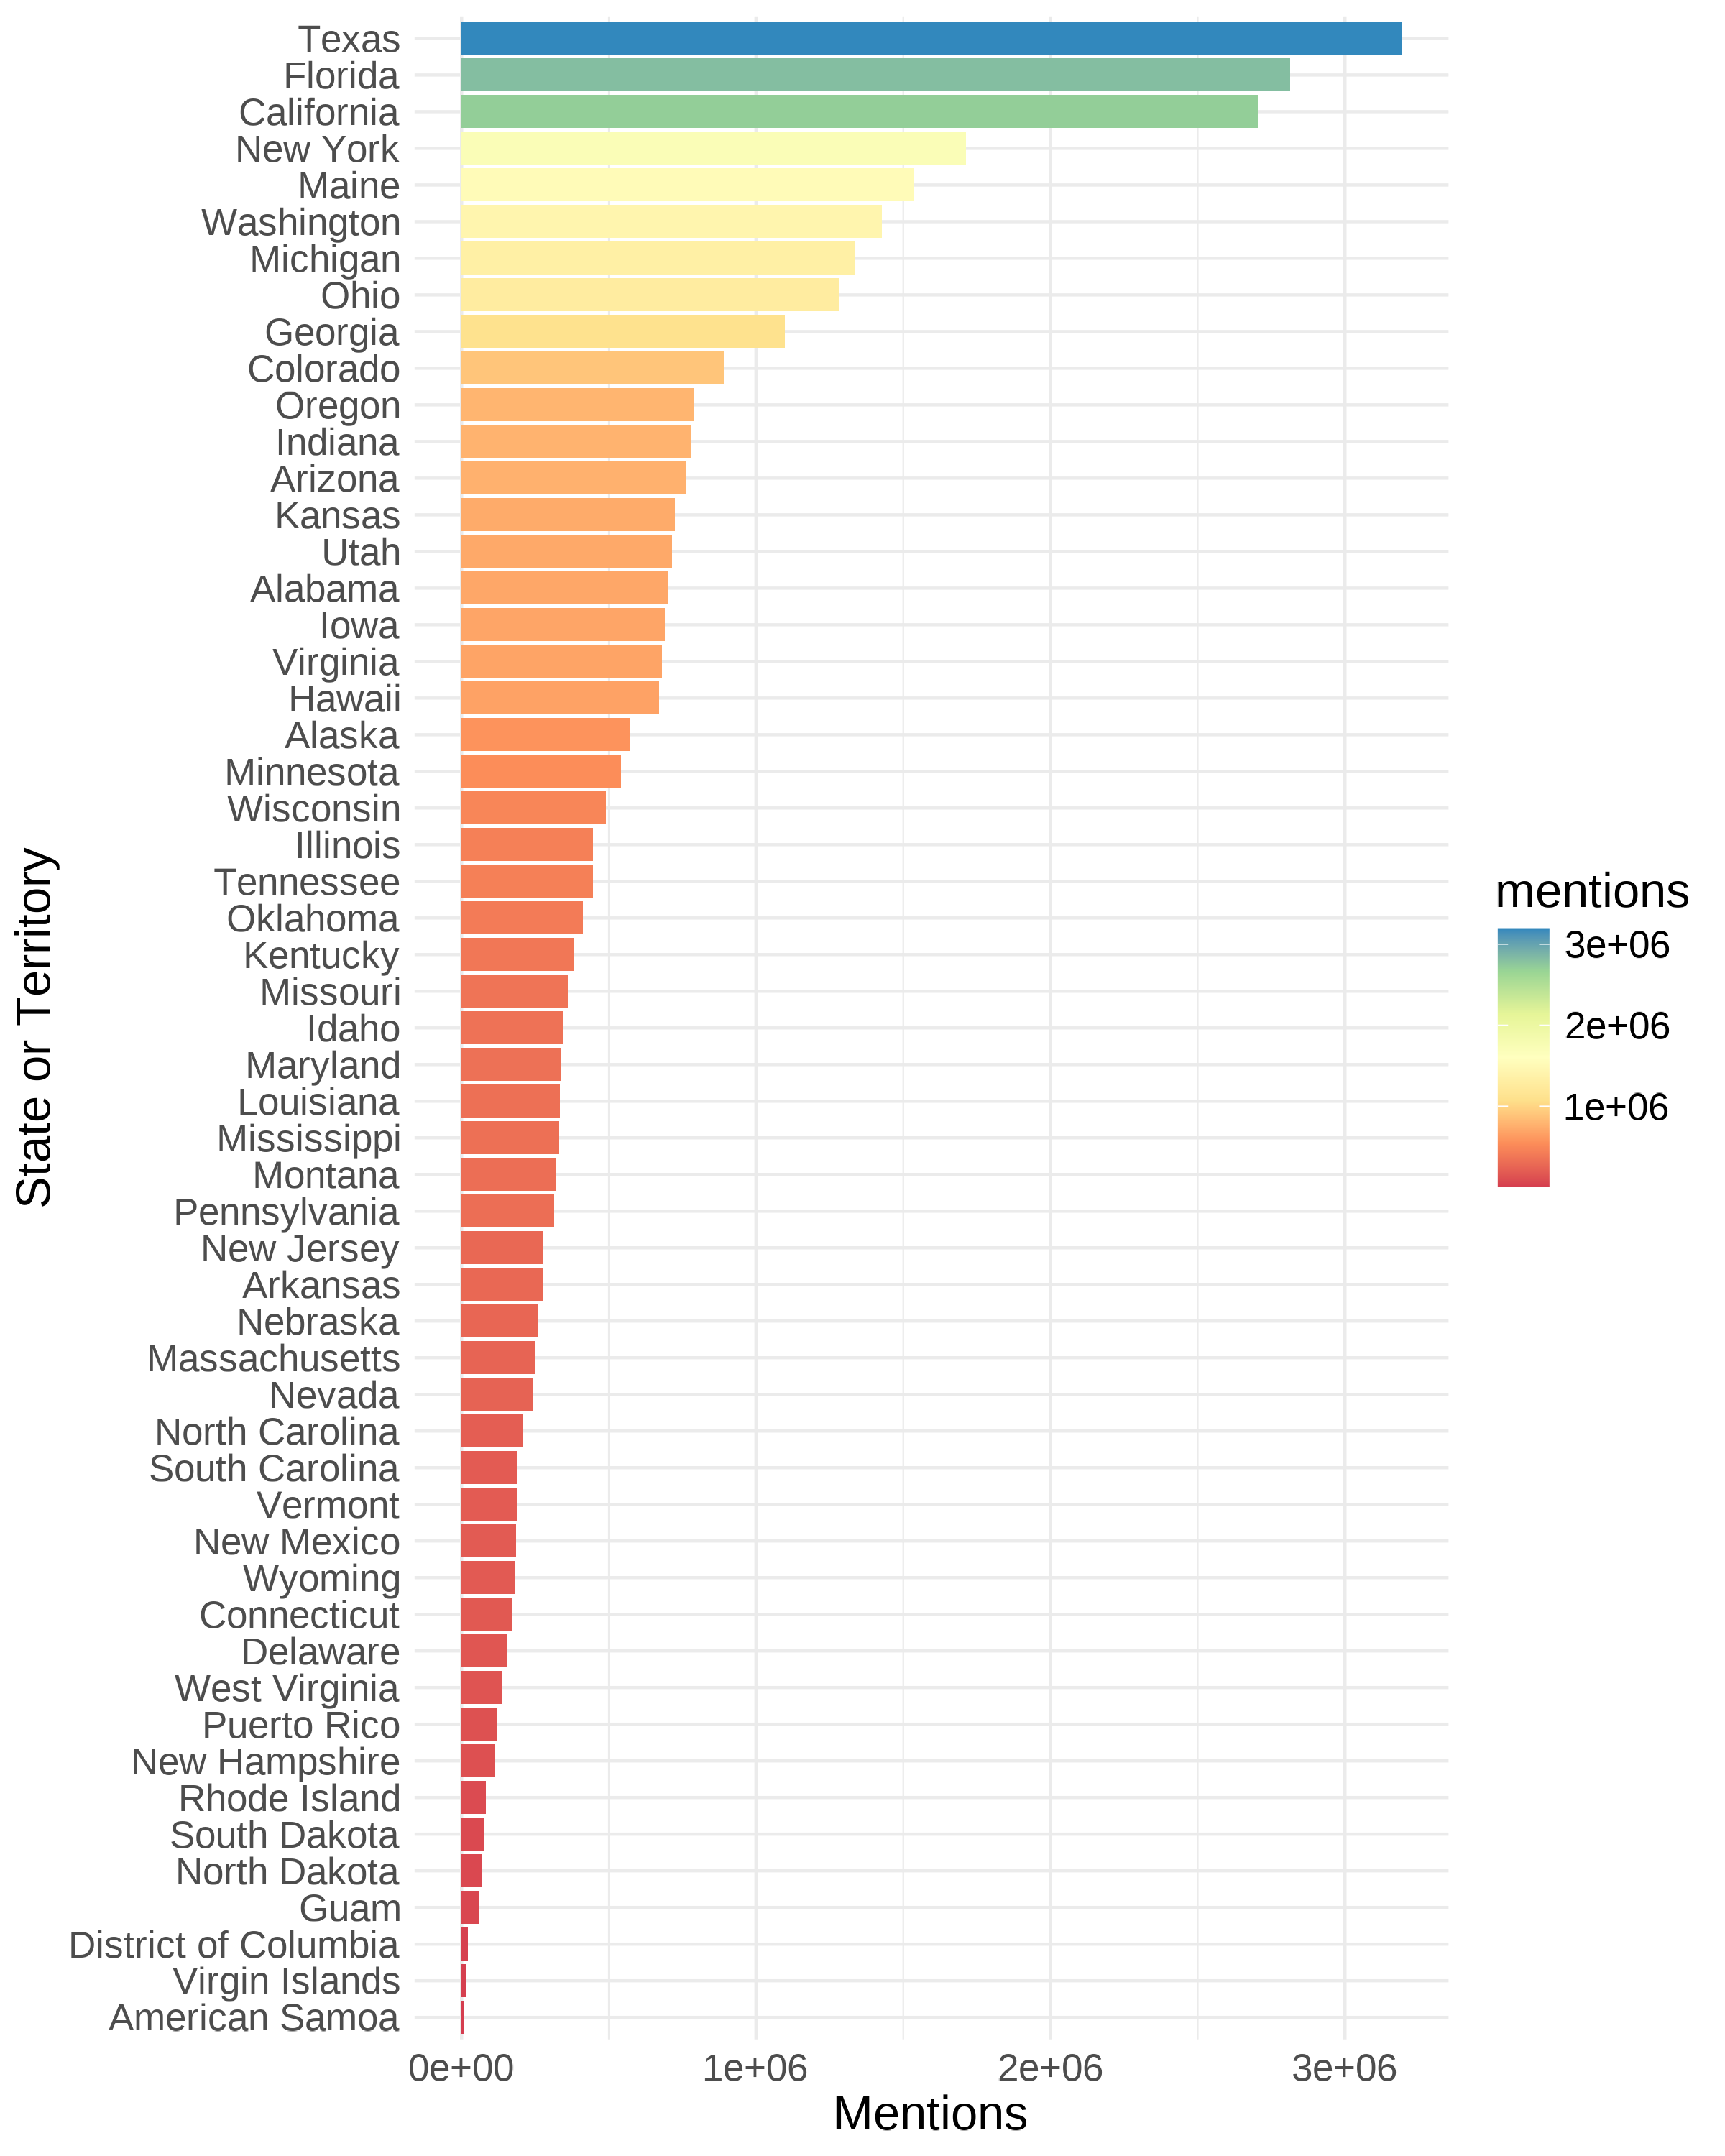 Texas
Florida
California
New York
Maine
Washington
Michigan
Ohio
Georgia
Colorado
Oregon
Indiana
Arizona
Kansas
Utah
Alabama
Iowa
Virginia
Hawaii
Alaska
Minnesota
Wisconsin
Illinois
Tennessee
Oklahoma
Kentucky
Missouri
Idaho
Maryland
Louisiana
Mississippi
Montana
Pennsylvania
New Jersey
Arkansas
Nebraska
Massachusetts
Nevada
North Carolina
South Carolina
Vermont
New Mexico
Wyoming
Connecticut
Delaware
West Virginia
Puerto Rico
New Hampshire
Rhode Island
South Dakota
North Dakota
Guam
District of Columbia
Virgin Islands
American Samoa
State or Territory
0e+00 1e+06 2e+06 3e+06
Mentions
mentions
3e+06
2e+06
1e+06